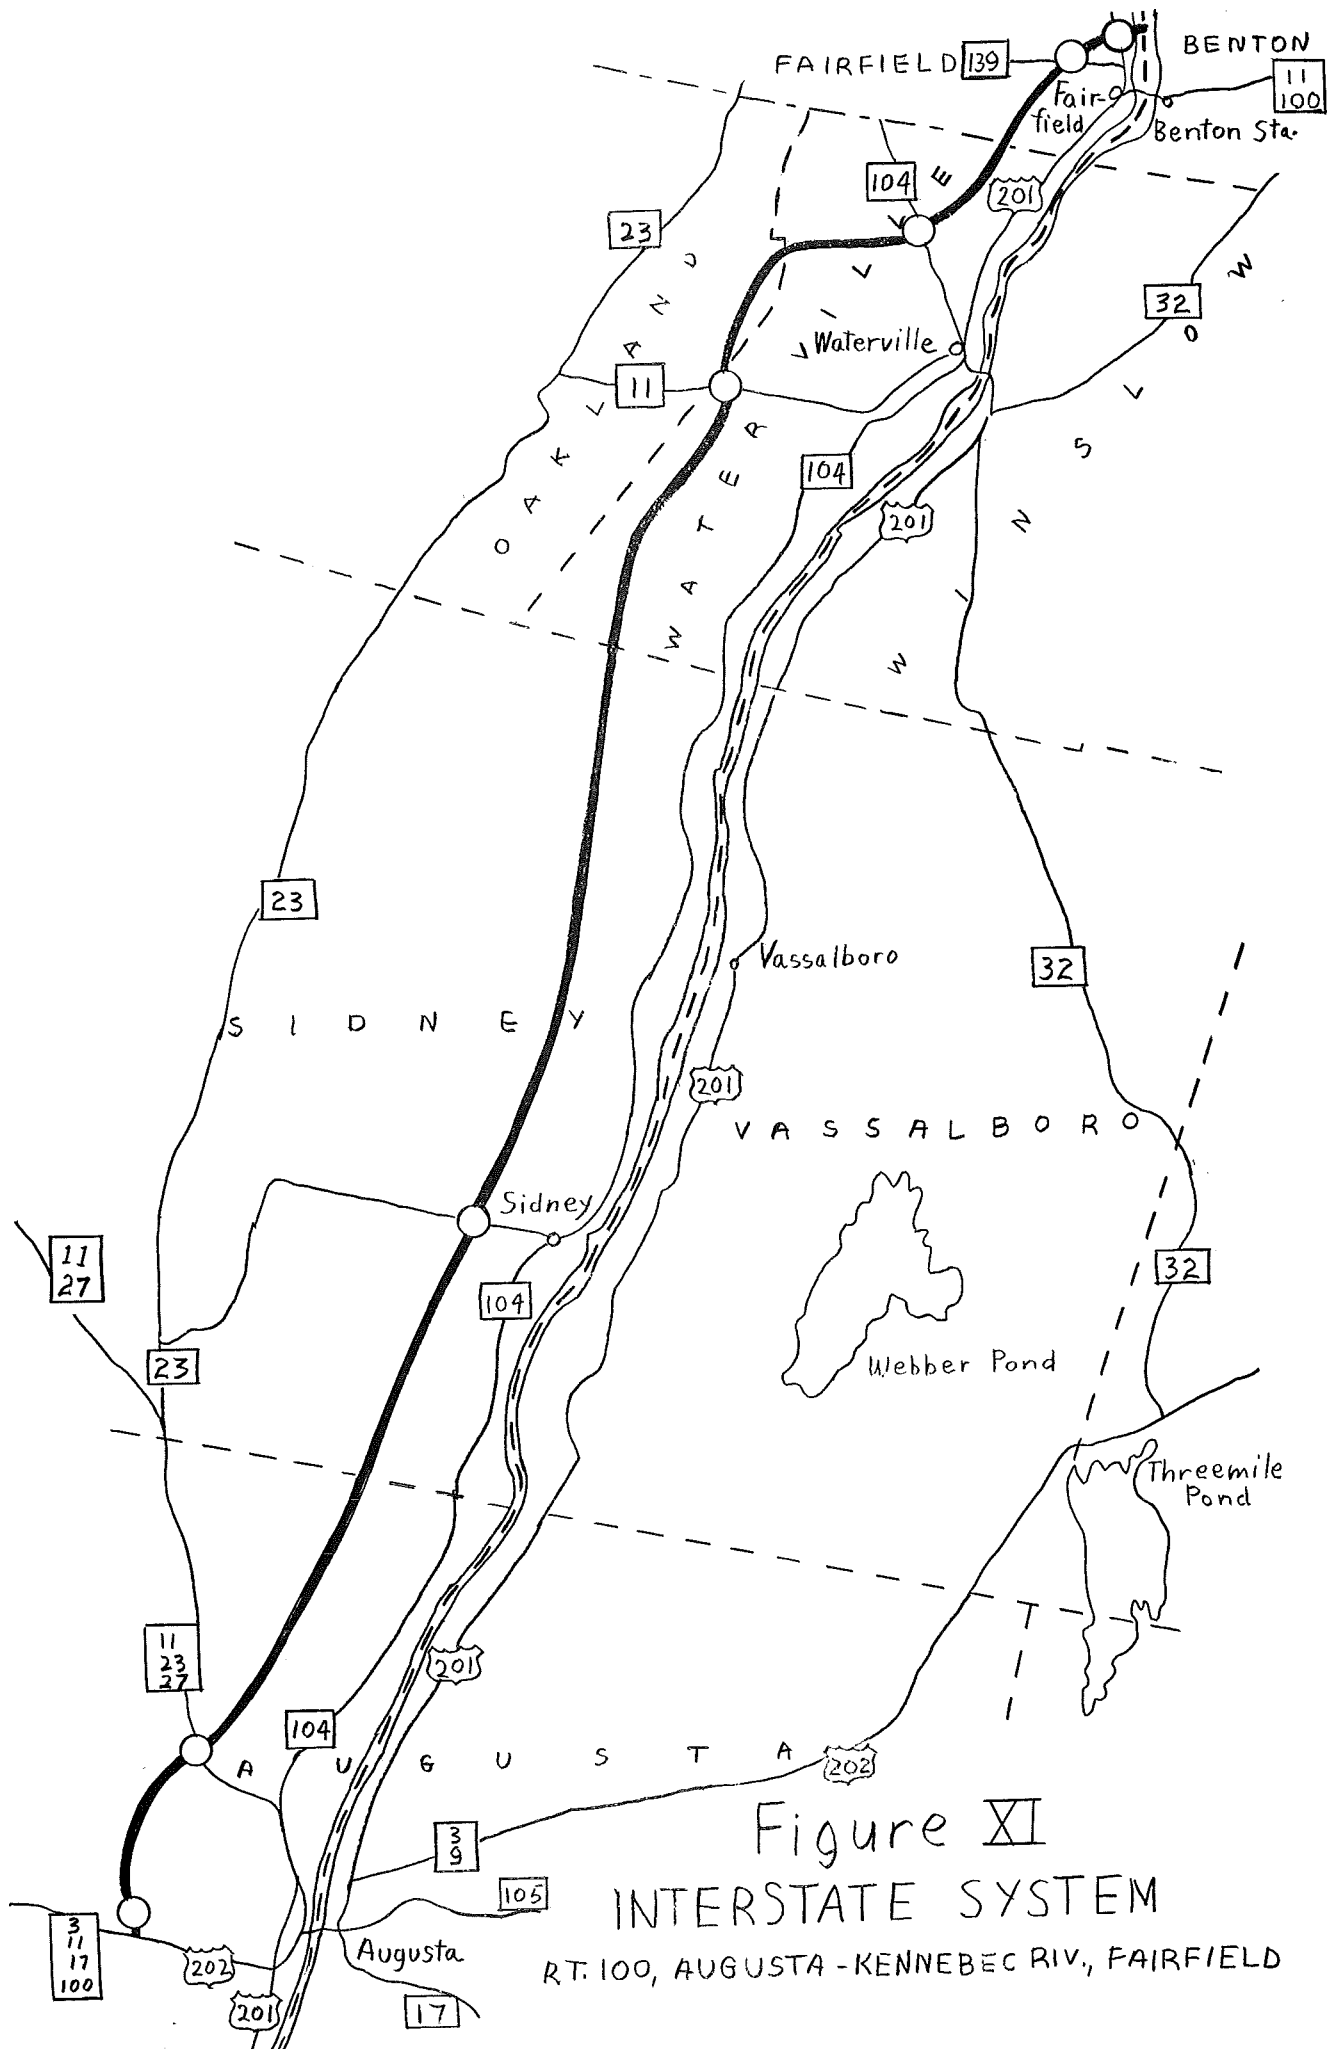 FAIRFIELD
139
BENTON
11
100
Fair-
field
Benton Sta.
104
201
23
32
WATERVILLE
OAKLAND
WINSLOW
Waterville
11
104
201
23
Vassalboro
32
SIDNEY
201
VASSALBORO
Sidney
11
27
104
32
23
Webber Pond
Threemile
Pond
11
23
27
201
104
AUGUSTA
202
Figure XI
3
9
105
INTERSTATE SYSTEM
3
11
17
100
202
Augusta
RT. 100, AUGUSTA - KENNEBEC RIV., FAIRFIELD
201
17